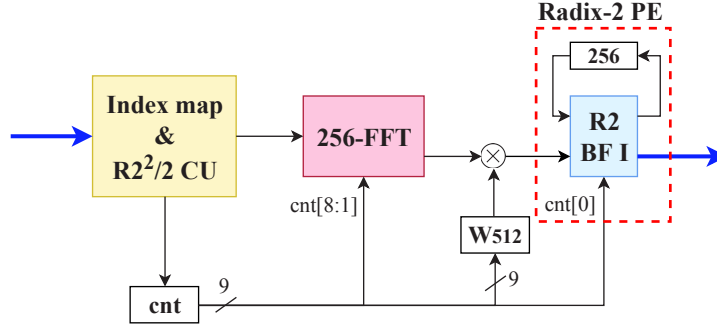 Radix-2 PE
256
Index map
&
R2²/2 CU
256-FFT
R2
BF I
cnt[8:1]
cnt[0]
W512
9
9
cnt